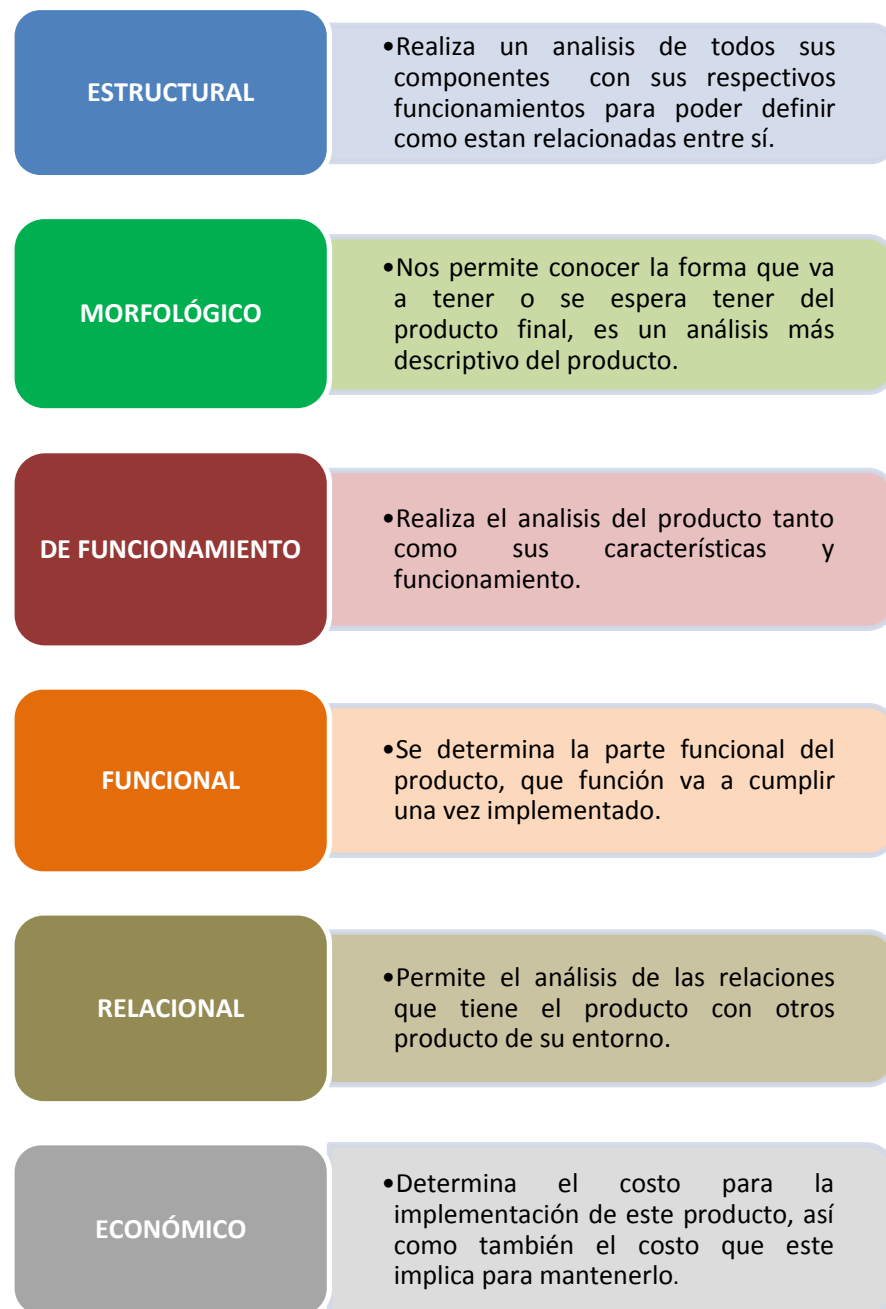 ESTRUCTURAL
•Realiza un analisis de todos sus
componentes con sus respectivos
funcionamientos para poder definir
como estan relacionadas entre sí.
MORFOLÓGICO
•Nos permite conocer la forma que va
a tener o se espera tener del
producto final, es un análisis más
descriptivo del producto.
DE FUNCIONAMIENTO
•Realiza el analisis del producto tanto
como sus características y
funcionamiento.
FUNCIONAL
•Se determina la parte funcional del
producto, que función va a cumplir
una vez implementado.
RELACIONAL
•Permite el análisis de las relaciones
que tiene el producto con otros
producto de su entorno.
ECONÓMICO
•Determina el costo para la
implementación de este producto, así
como también el costo que este
implica para mantenerlo.